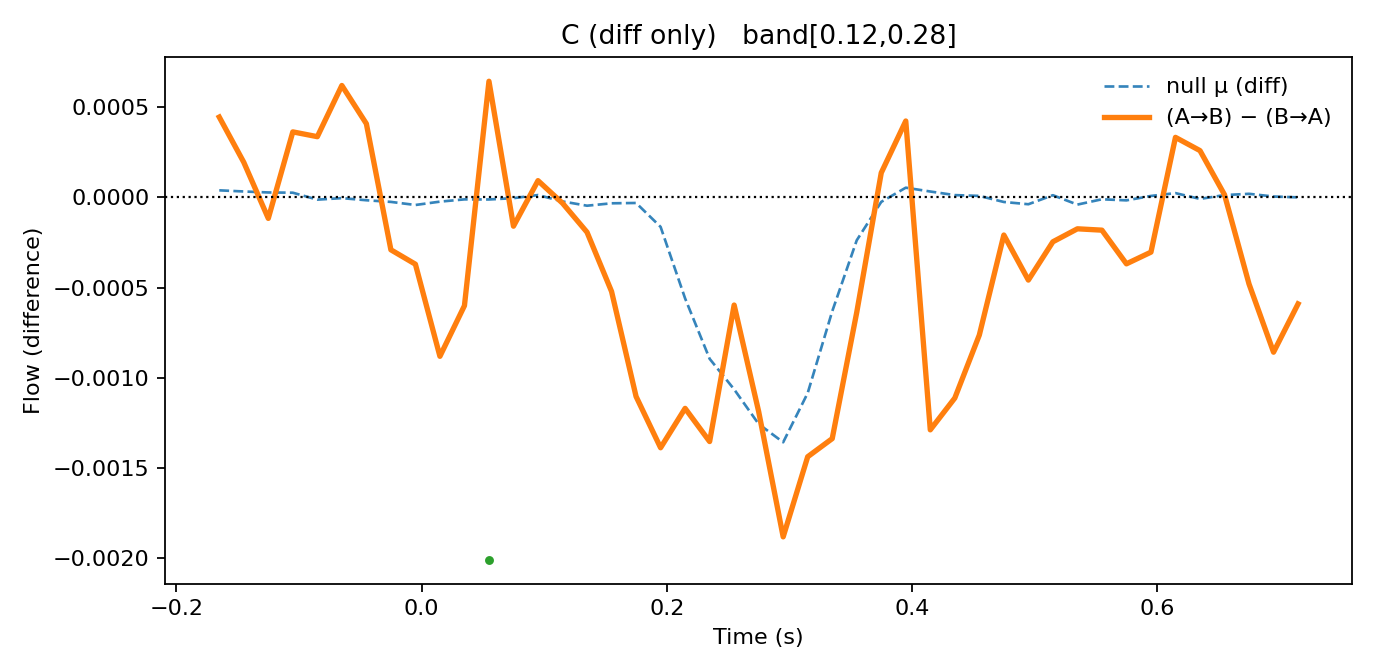 C (diff only)   band[0.12,0.28]
null μ (diff)
(A→B) − (B→A)
Flow (difference)
0.0005
0.0000
−0.0005
−0.0010
−0.0015
−0.0020
−0.2
0.0
0.2
0.4
0.6
Time (s)